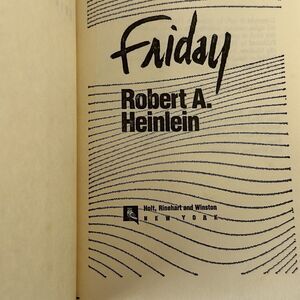 Friday
Robert A.
Heinlein
Holt, Rinehart and Winston
NEW YORK